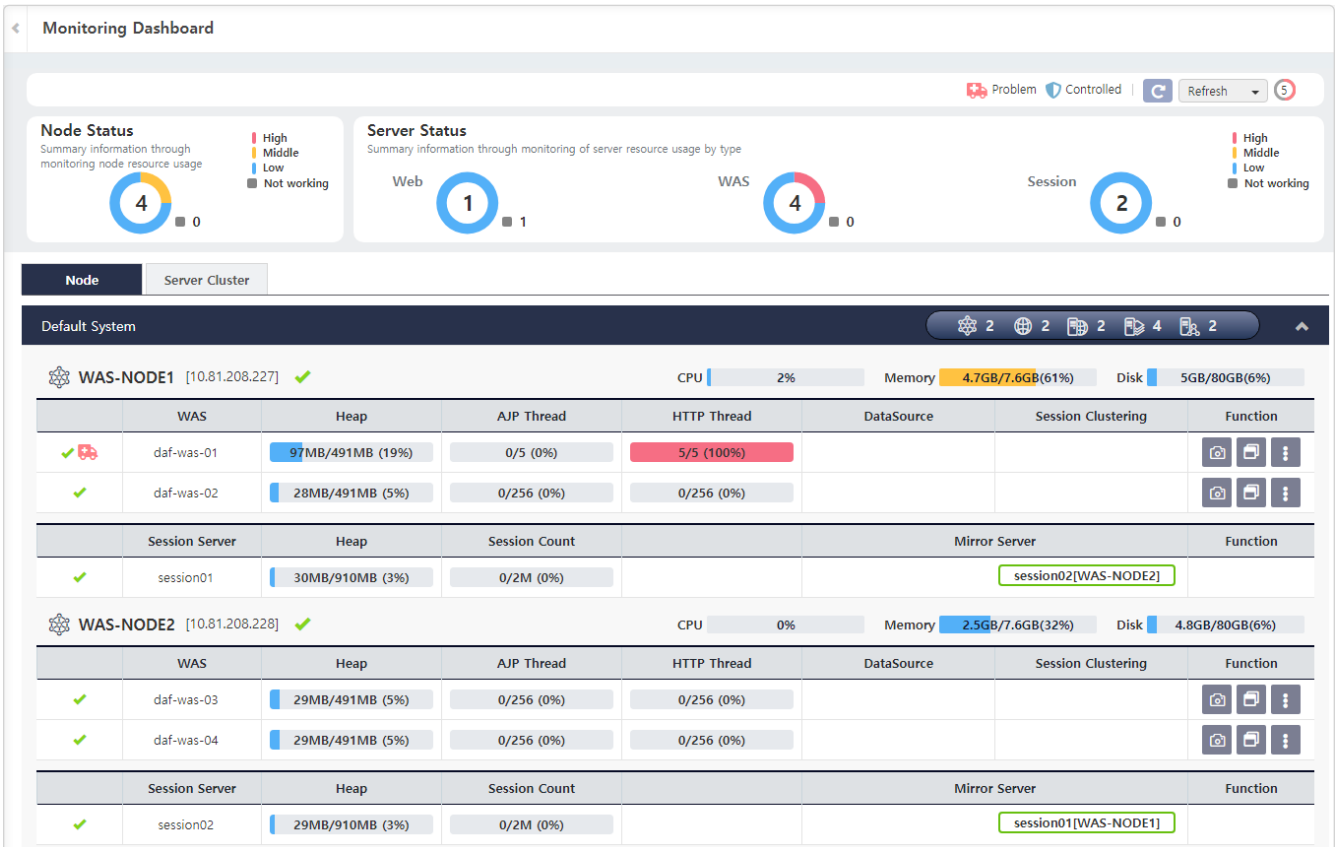 Monitoring Dashboard
Problem Controlled Refresh 5
Node Status
Summary information through
monitoring node resource usage
High
Middle
Low
Not working
4
0
Server Status
Summary information through monitoring of server resource usage by type
Web
1
1
WAS
4
0
Session
2
0
High
Middle
Low
Not working
Node Server Cluster
Default System 2 2 2 4 2
WAS-NODE1 [10.81.208.227] CPU 2% Memory 4.7GB/7.6GB(61%) Disk 5GB/80GB(6%)
WAS Heap AJP Thread HTTP Thread DataSource Session Clustering Function
daf-was-01 97MB/491MB (19%) 0/5 (0%) 5/5 (100%)
daf-was-02 28MB/491MB (5%) 0/256 (0%) 0/256 (0%)
Session Server Heap Session Count Mirror Server Function
session01 30MB/910MB (3%) 0/2M (0%) session02[WAS-NODE2]
WAS-NODE2 [10.81.208.228] CPU 0% Memory 2.5GB/7.6GB(32%) Disk 4.8GB/80GB(6%)
WAS Heap AJP Thread HTTP Thread DataSource Session Clustering Function
daf-was-03 29MB/491MB (5%) 0/256 (0%) 0/256 (0%)
daf-was-04 29MB/491MB (5%) 0/256 (0%) 0/256 (0%)
Session Server Heap Session Count Mirror Server Function
session02 29MB/910MB (3%) 0/2M (0%) session01[WAS-NODE1]